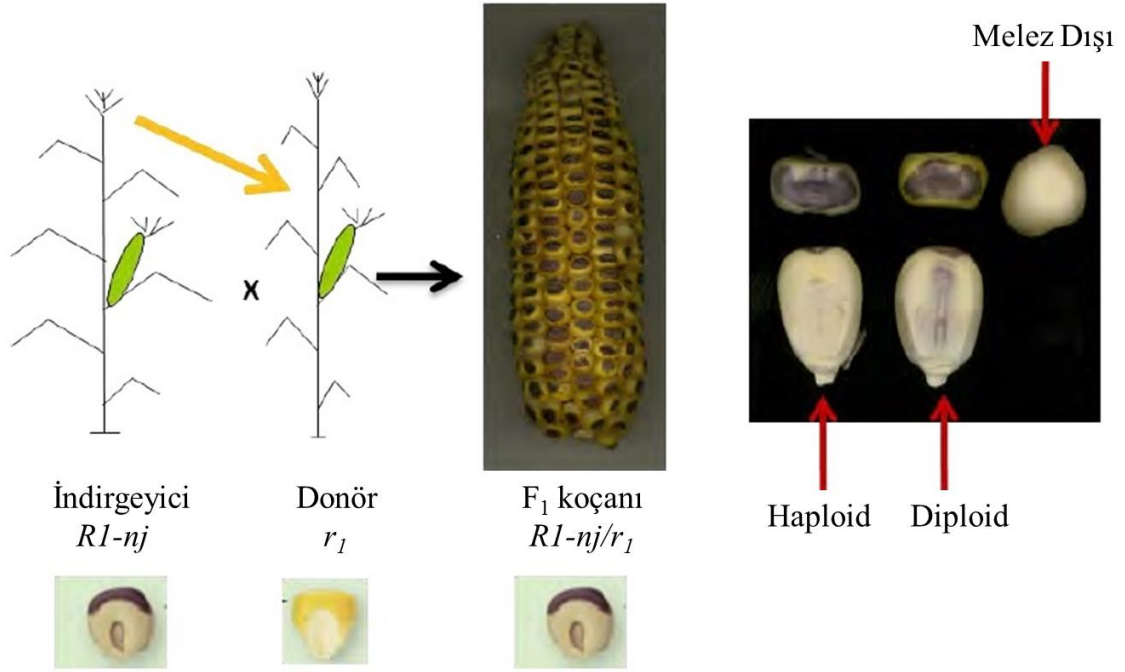 Melez Dışı
x
İndirgeyici
R1-nj
Donör
r₁
F₁ koçanı
R1-nj/r₁
Haploid
Diploid